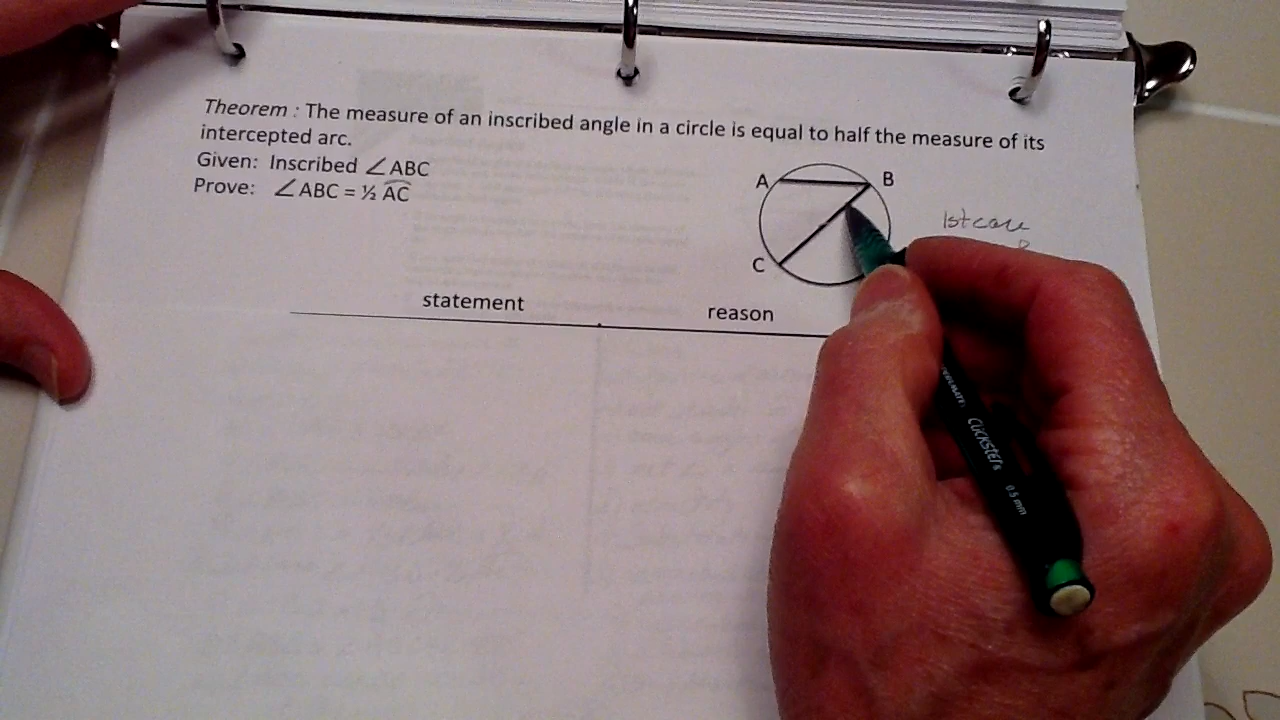 Theorem : The measure of an inscribed angle in a circle is equal to half the measure of its
intercepted arc.
Given: Inscribed ∠ABC
Prove: ∠ABC = ½ AC
A
B
C
1st case
statement
reason
CLICKSTER
0.5 mm